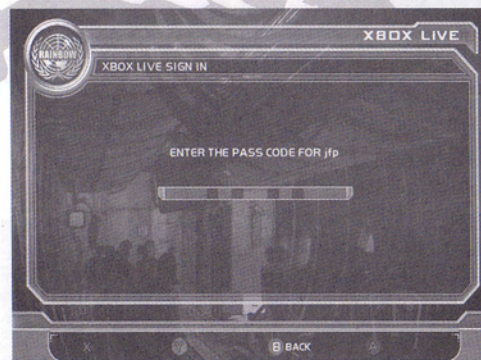 XBOX LIVE
RAINBOW
XBOX LIVE SIGN IN
ENTER THE PASS CODE FOR jfp
X
Y
B BACK
A